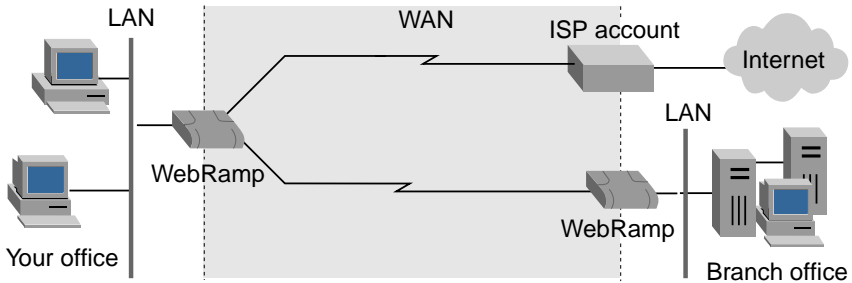 LAN
WAN
ISP account
Internet
LAN
WebRamp
WebRamp
Your office
Branch office